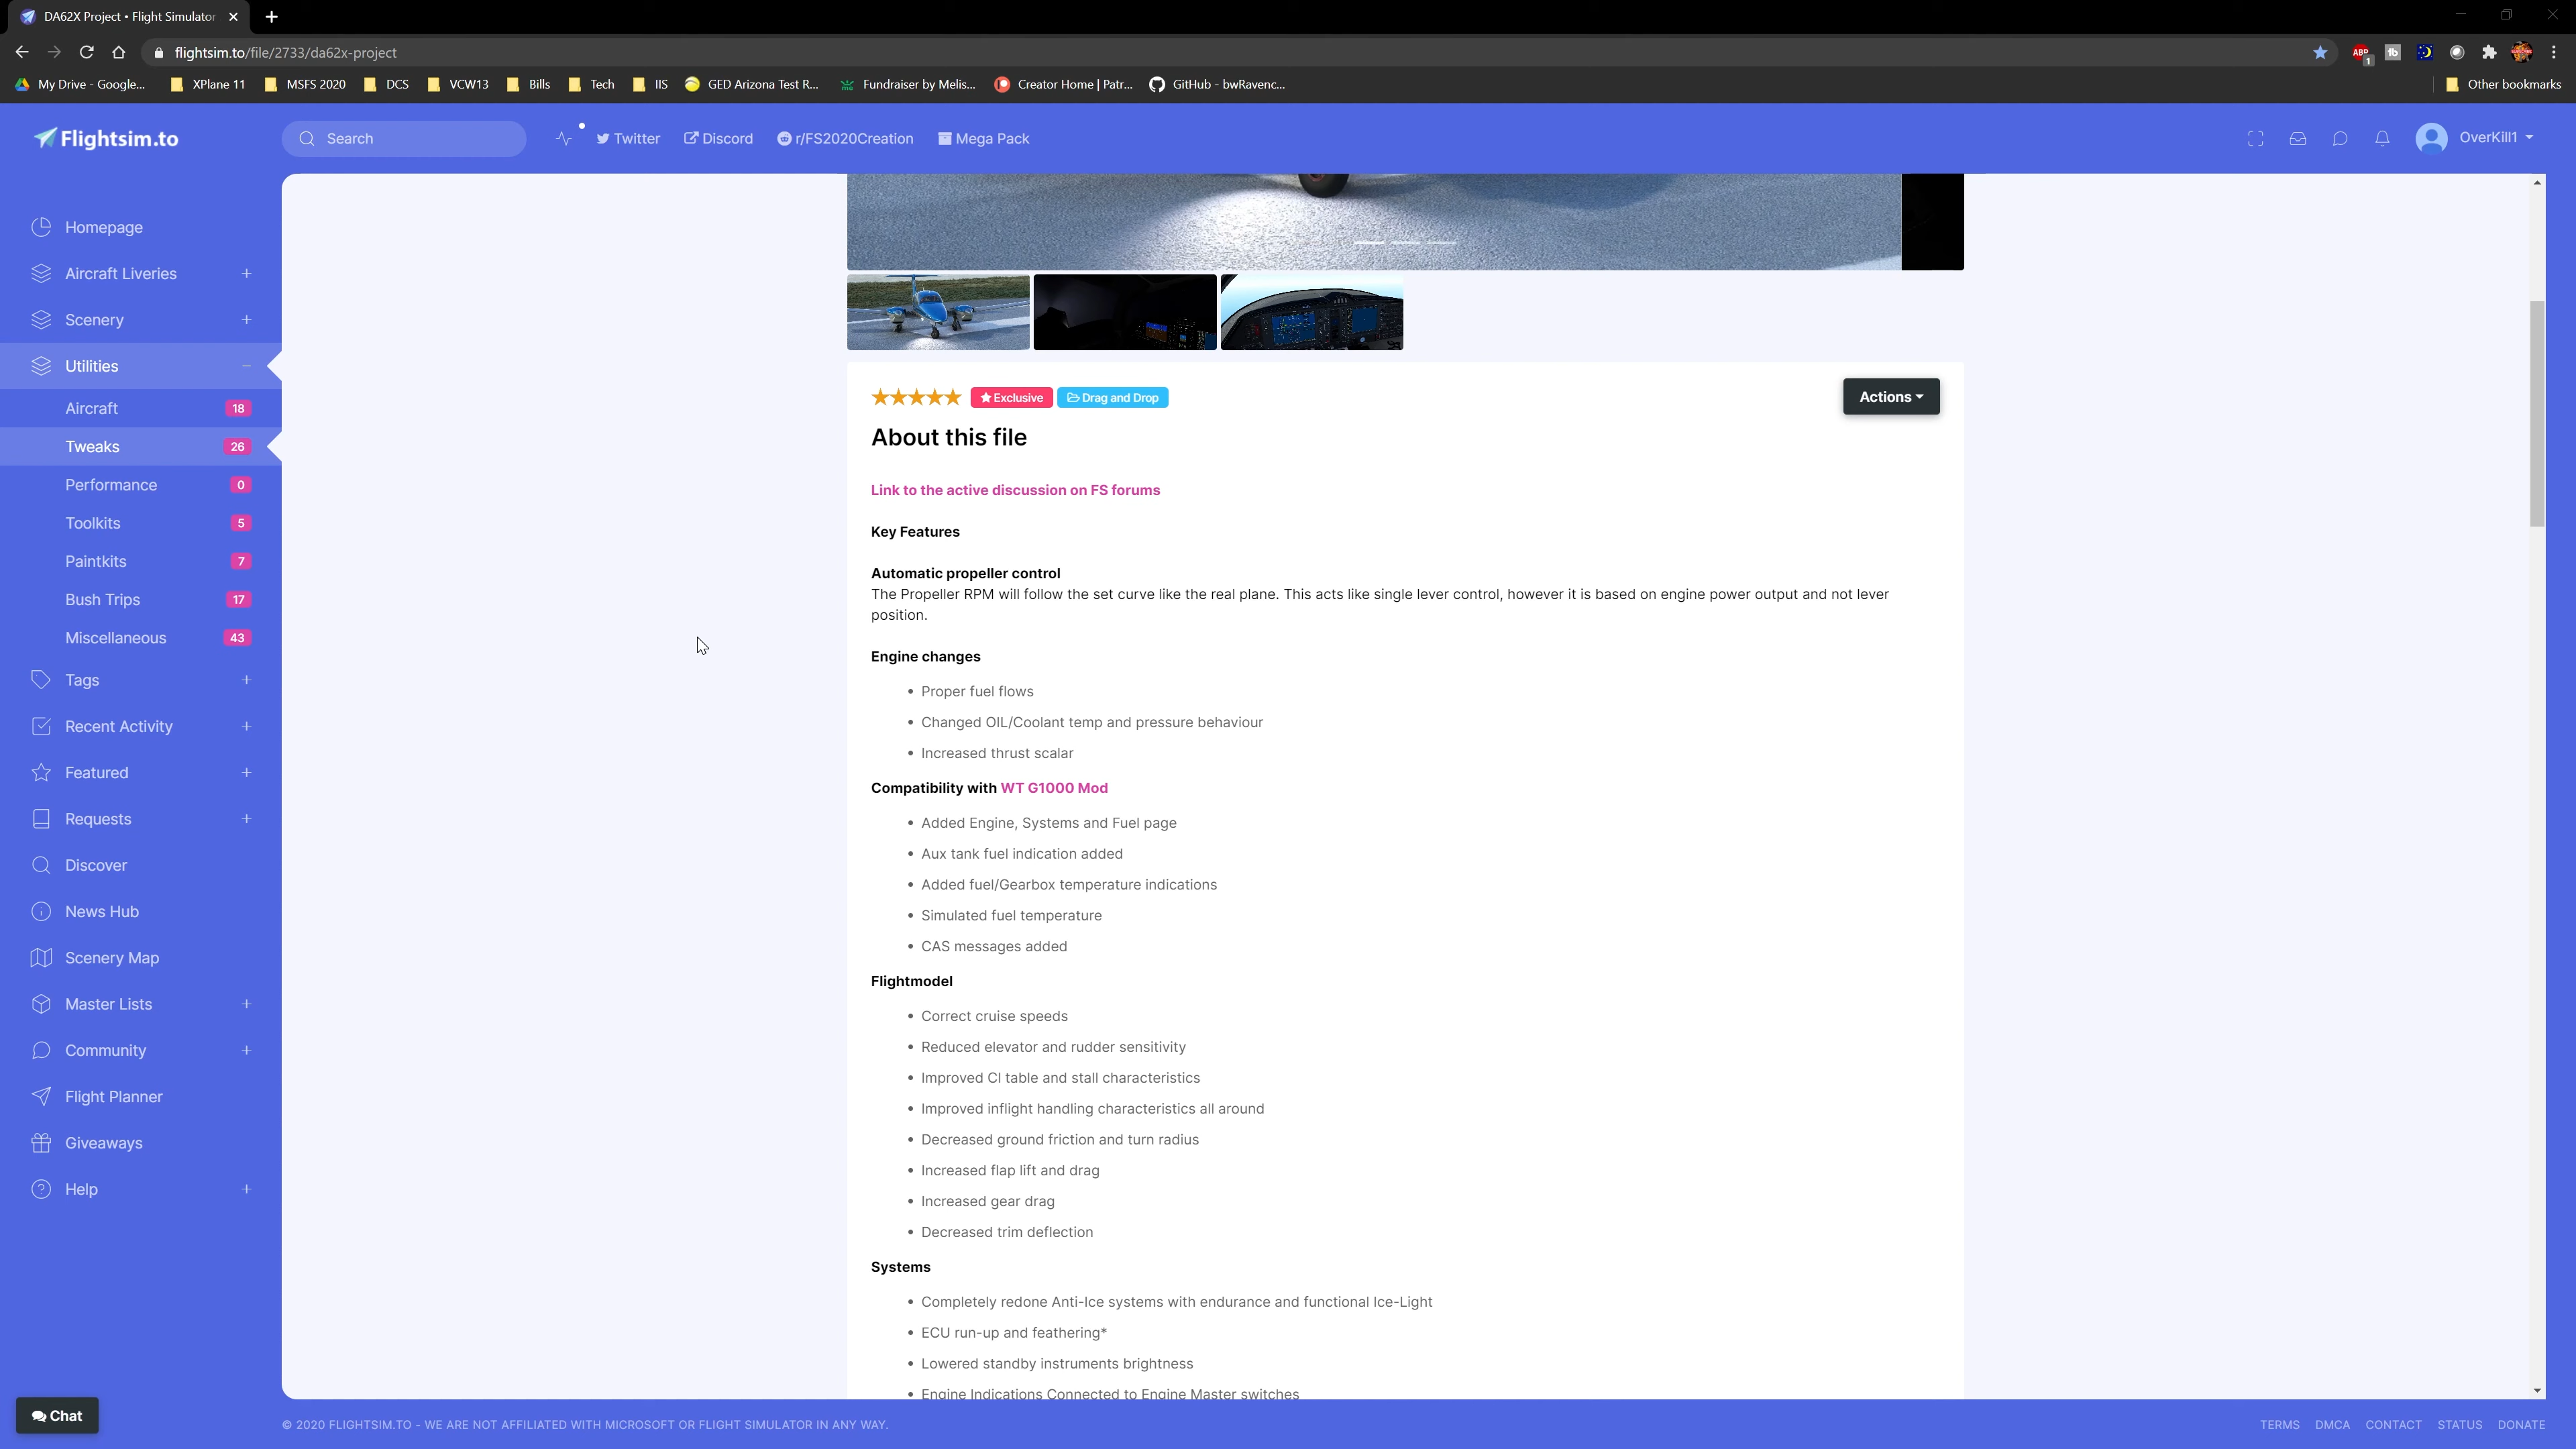 DA62X Project • Flight Simulator
flightsim.to/file/2733/da62x-project
ABP
1
tb
My Drive - Google...
XPlane 11
MSFS 2020
DCS
VCW13
Bills
Tech
IIS
GED Arizona Test R...
Fundraiser by Melis...
Creator Home | Patr...
GitHub - bwRavenc...
Other bookmarks
Flightsim.to
Search
Twitter
Discord
r/FS2020Creation
Mega Pack
OverKill1
Homepage
Aircraft Liveries +
Scenery +
Utilities −
Aircraft 18
Tweaks 26
Performance 0
Toolkits 5
Paintkits 7
Bush Trips 17
Miscellaneous 43
Tags +
Recent Activity +
Featured +
Requests +
Discover
News Hub
Scenery Map
Master Lists +
Community +
Flight Planner
Giveaways
Help +
Chat
Exclusive
Drag and Drop
Actions
About this file
Link to the active discussion on FS forums
Key Features
Automatic propeller control
The Propeller RPM will follow the set curve like the real plane. This acts like single lever control, however it is based on engine power output and not lever
position.
Engine changes
• Proper fuel flows
• Changed OIL/Coolant temp and pressure behaviour
• Increased thrust scalar
Compatibility with WT G1000 Mod
• Added Engine, Systems and Fuel page
• Aux tank fuel indication added
• Added fuel/Gearbox temperature indications
• Simulated fuel temperature
• CAS messages added
Flightmodel
• Correct cruise speeds
• Reduced elevator and rudder sensitivity
• Improved Cl table and stall characteristics
• Improved inflight handling characteristics all around
• Decreased ground friction and turn radius
• Increased flap lift and drag
• Increased gear drag
• Decreased trim deflection
Systems
• Completely redone Anti-Ice systems with endurance and functional Ice-Light
• ECU run-up and feathering*
• Lowered standby instruments brightness
• Engine Indications Connected to Engine Master switches
© 2020 FLIGHTSIM.TO - WE ARE NOT AFFILIATED WITH MICROSOFT OR FLIGHT SIMULATOR IN ANY WAY.
TERMS DMCA CONTACT STATUS DONATE